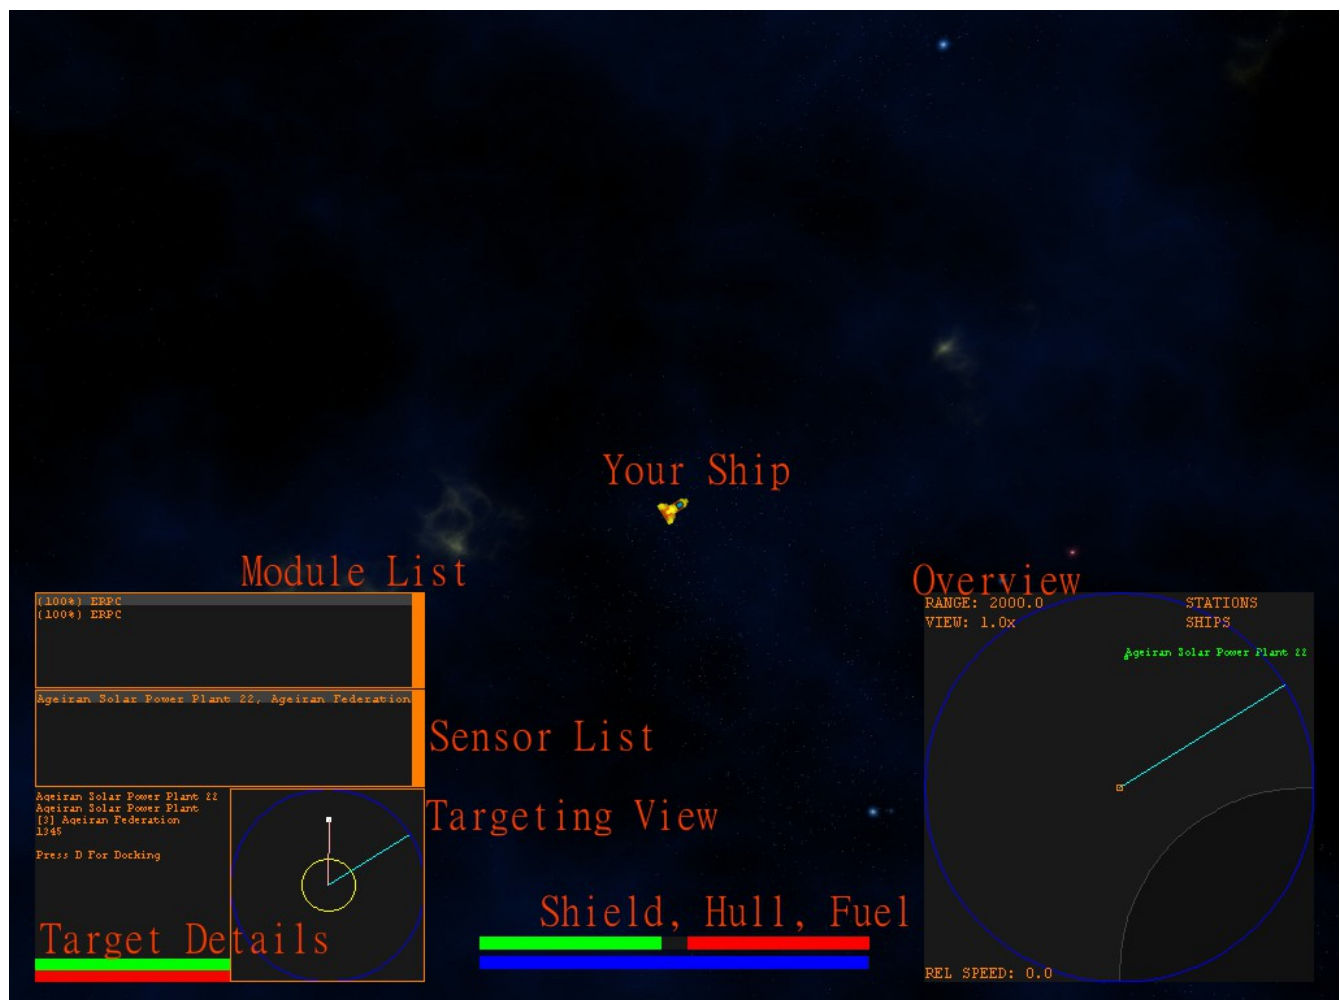 Your Ship
Module List
(100%) ERPC
(100%) ERPC
Ageiran Solar Power Plant 22, Ageiran Federation
Sensor List
Ageiran Solar Power Plant 22
Ageiran Solar Power Plant
[3] Ageiran Federation
1345
Press D For Docking
Targeting View
Target Details
Shield, Hull, Fuel
Overview
RANGE: 2000.0
STATIONS
VIEW: 1.0x
SHIPS
Ageiran Solar Power Plant 22
REL SPEED: 0.0